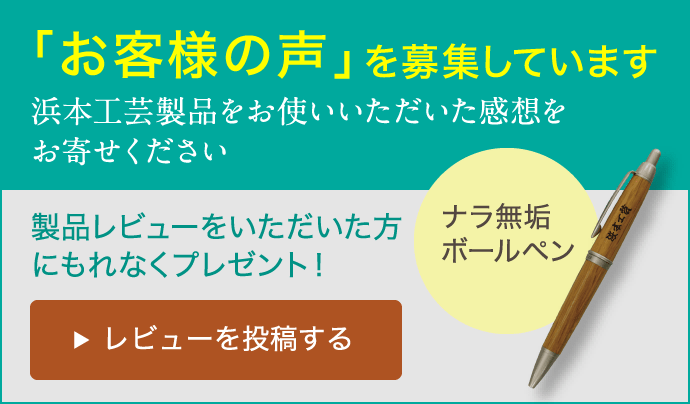 「お客様の声」を募集しています
浜本工芸製品をお使いいただいた感想を
お寄せください
製品レビューをいただいた方
にもれなくプレゼント！
ナラ無垢
ボールペン
▶ レビューを投稿する